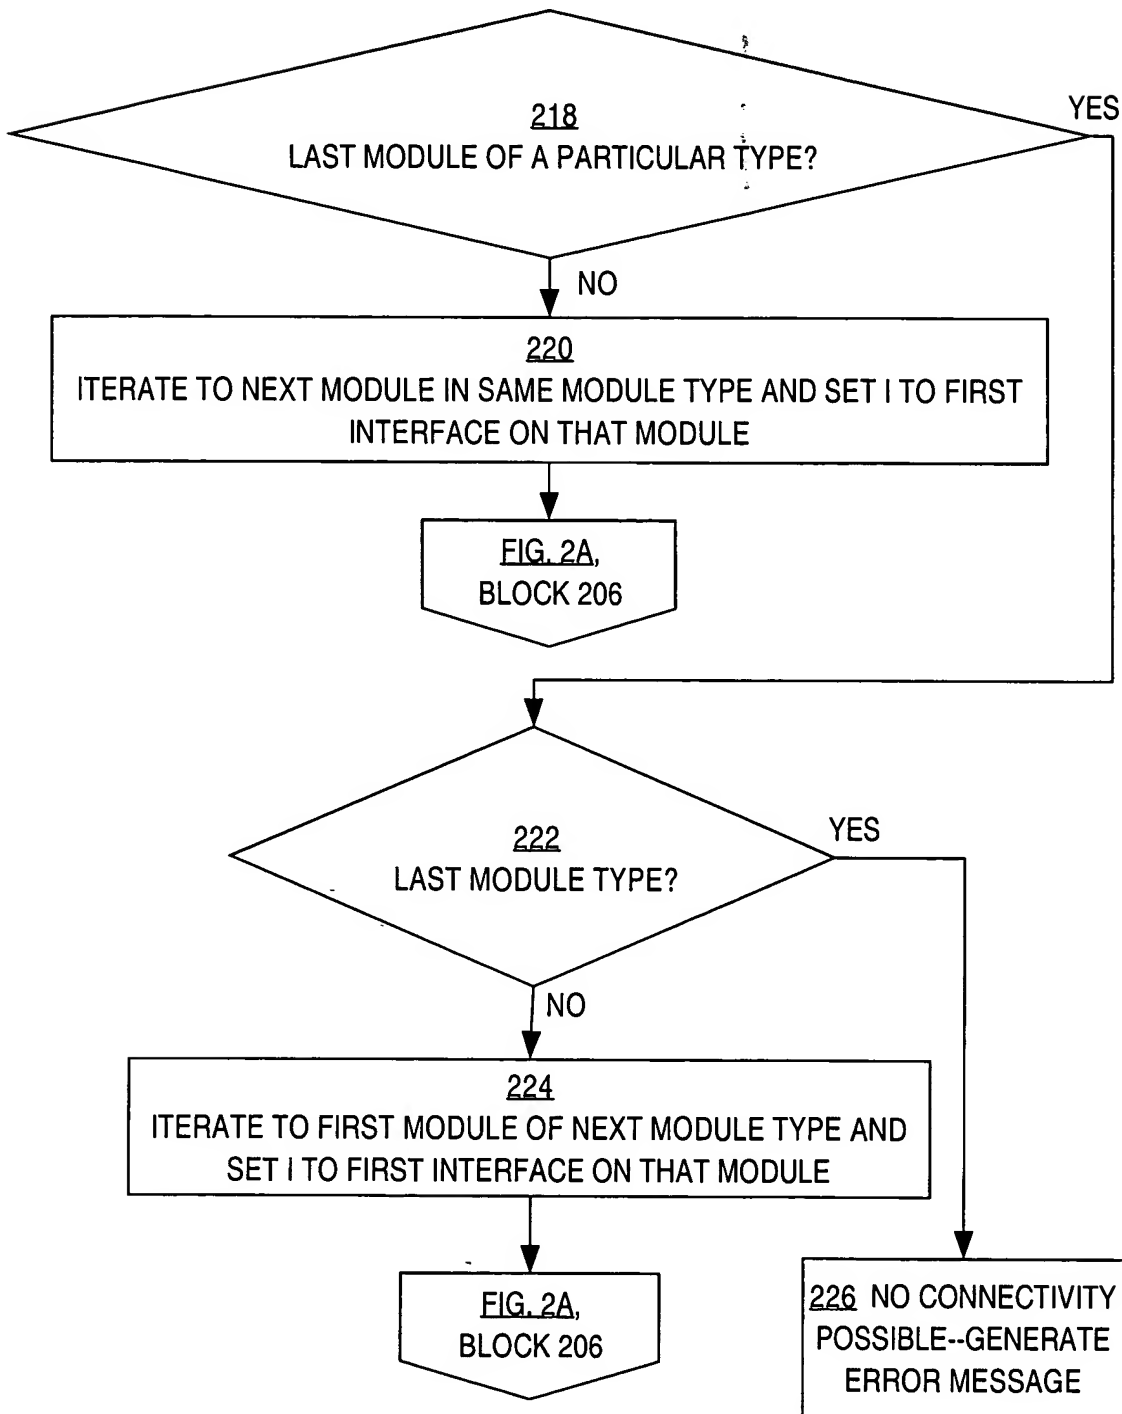 YES
218
LAST MODULE OF A PARTICULAR TYPE?
NO
220
ITERATE TO NEXT MODULE IN SAME MODULE TYPE AND SET I TO FIRST
INTERFACE ON THAT MODULE
FIG. 2A,
BLOCK 206
YES
222
LAST MODULE TYPE?
NO
224
ITERATE TO FIRST MODULE OF NEXT MODULE TYPE AND
SET I TO FIRST INTERFACE ON THAT MODULE
FIG. 2A,
BLOCK 206
226 NO CONNECTIVITY
POSSIBLE--GENERATE
ERROR MESSAGE